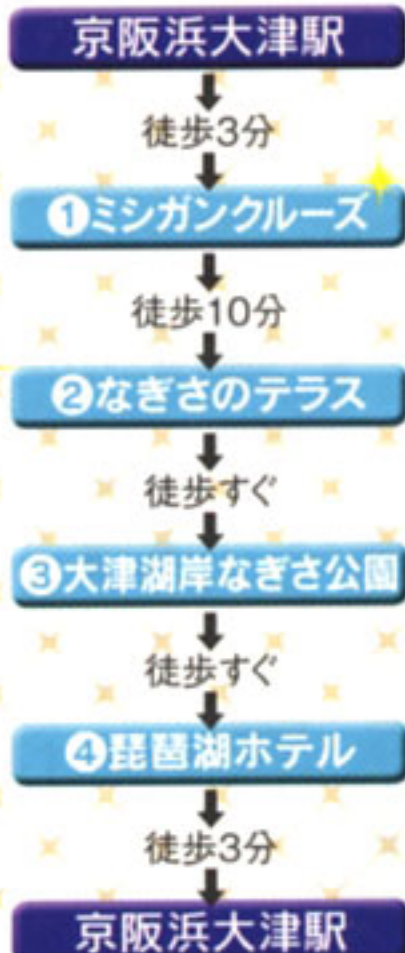 京阪浜大津駅
徒歩3分
❶ミシガンクルーズ
徒歩10分
❷なぎさのテラス
徒歩すぐ
❸大津湖岸なぎさ公園
徒歩すぐ
❹琵琶湖ホテル
徒歩3分
京阪浜大津駅